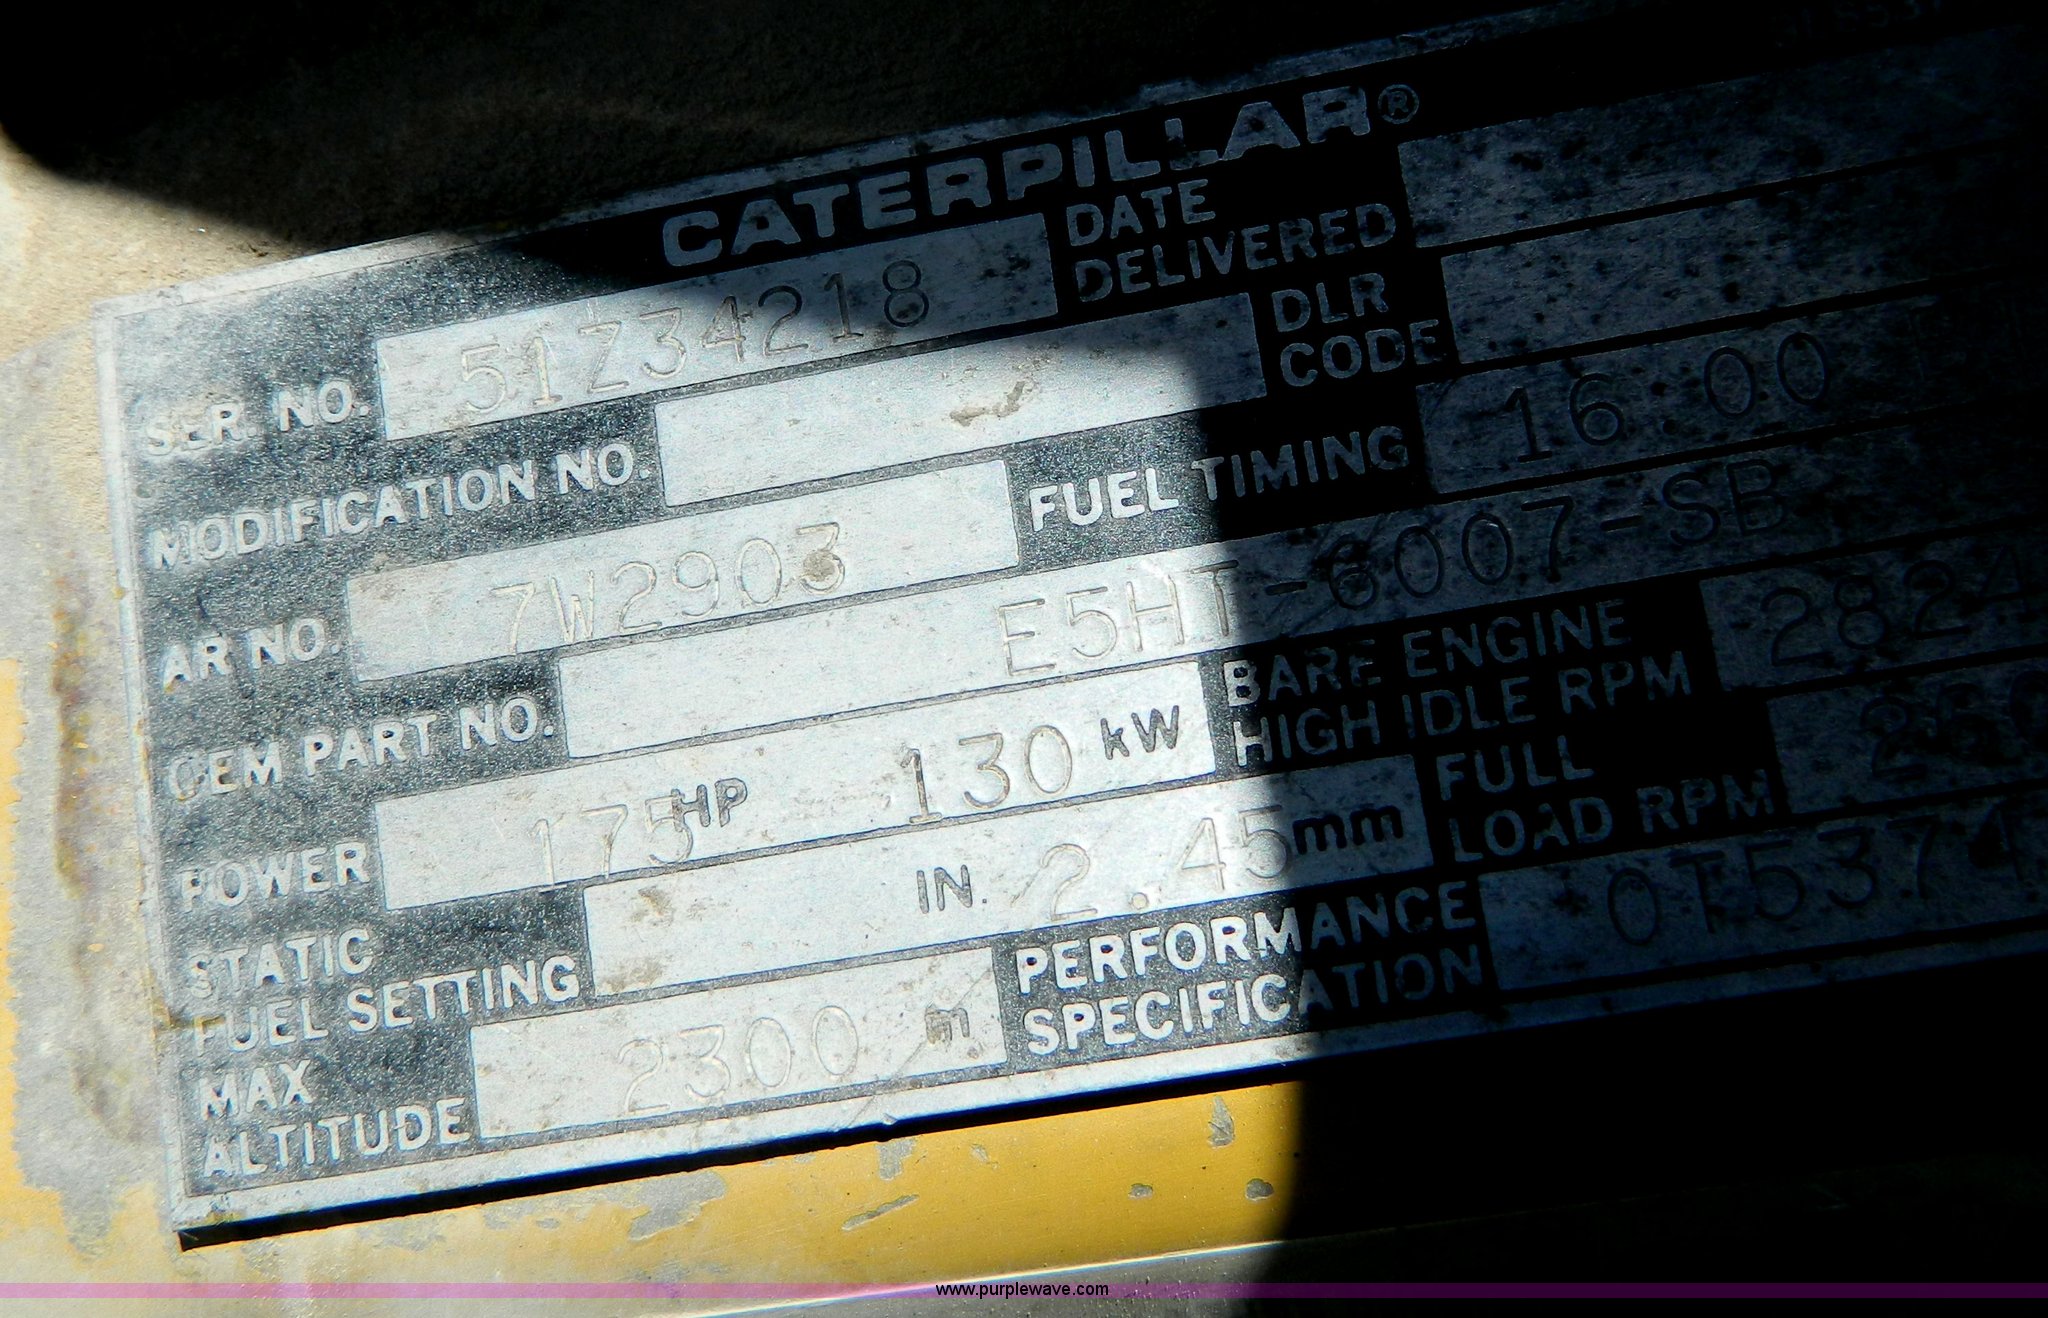 CATERPILLAR®
SER. NO. 51Z34218 DATE DELIVERED
MODIFICATION NO. DLR CODE
AR NO. 7W2903 FUEL TIMING 16.00
OEM PART NO. E5HT-6007-SB
POWER 175 HP 130 kW BARE ENGINE HIGH IDLE RPM 2824
STATIC FUEL SETTING IN. 2.45 mm FULL LOAD RPM
MAX ALTITUDE 2300 m PERFORMANCE SPECIFICATION 0T5374
www.purplewave.com